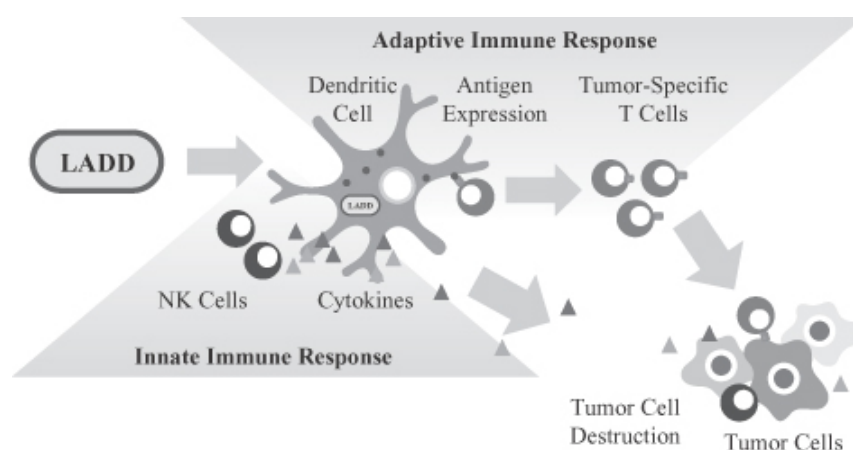 Adaptive Immune Response
Dendritic
Cell
Antigen
Expression
Tumor-Specific
T Cells
LADD
LADD
NK Cells
Cytokines
Innate Immune Response
Tumor Cell
Destruction
Tumor Cells